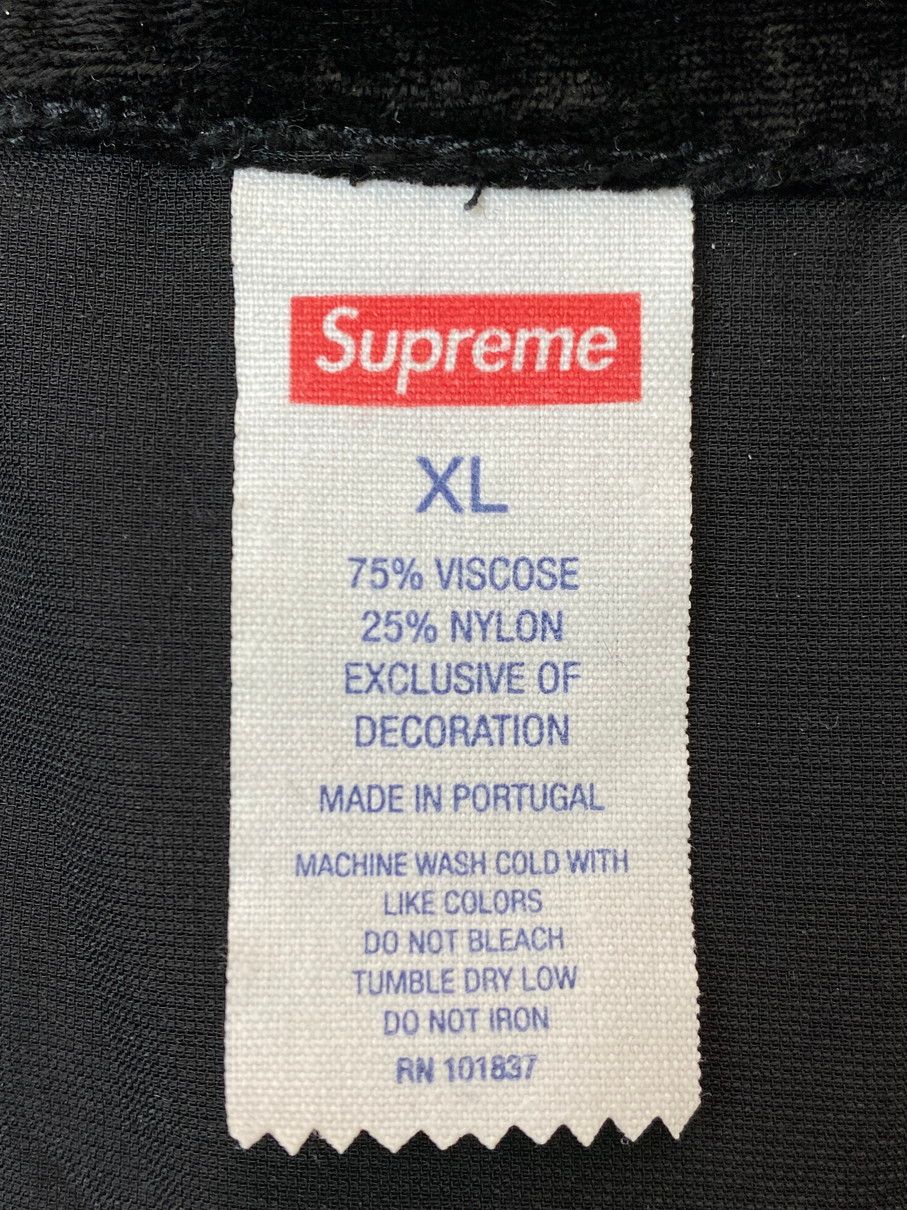 Supreme
XL
75% VISCOSE
25% NYLON
EXCLUSIVE OF
DECORATION
MADE IN PORTUGAL
MACHINE WASH COLD WITH
LIKE COLORS
DO NOT BLEACH
TUMBLE DRY LOW
DO NOT IRON
RN 101837